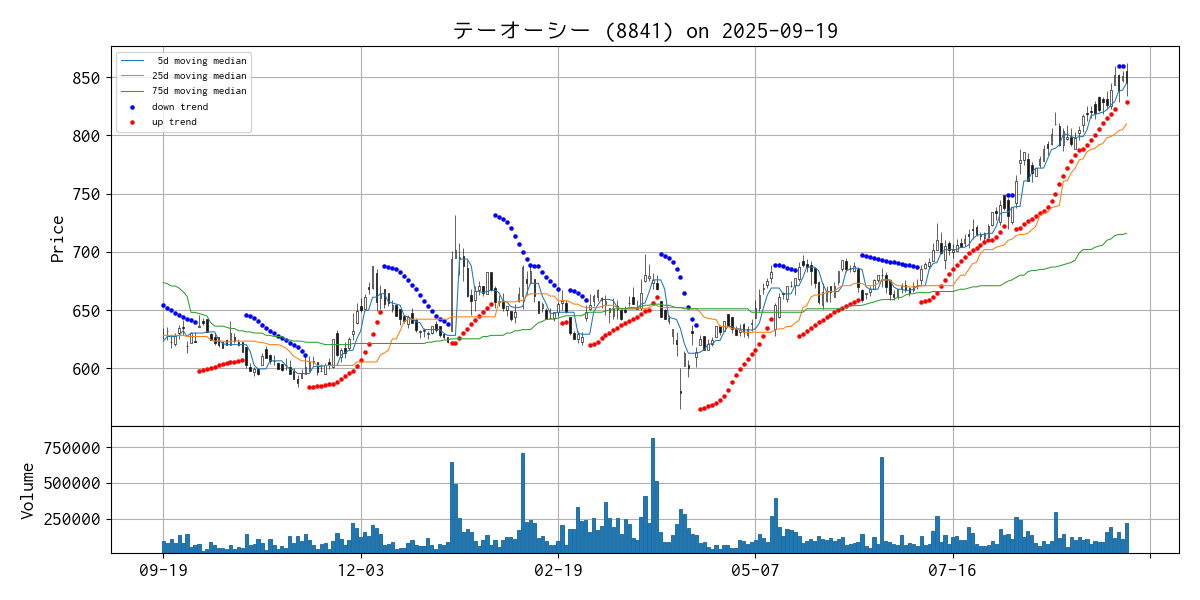 テーオーシー (8841) on 2025-09-19
5d moving median
25d moving median
75d moving median
down trend
up trend
Price
850
800
750
700
650
600
Volume
750000
500000
250000
09-19
12-03
02-19
05-07
07-16